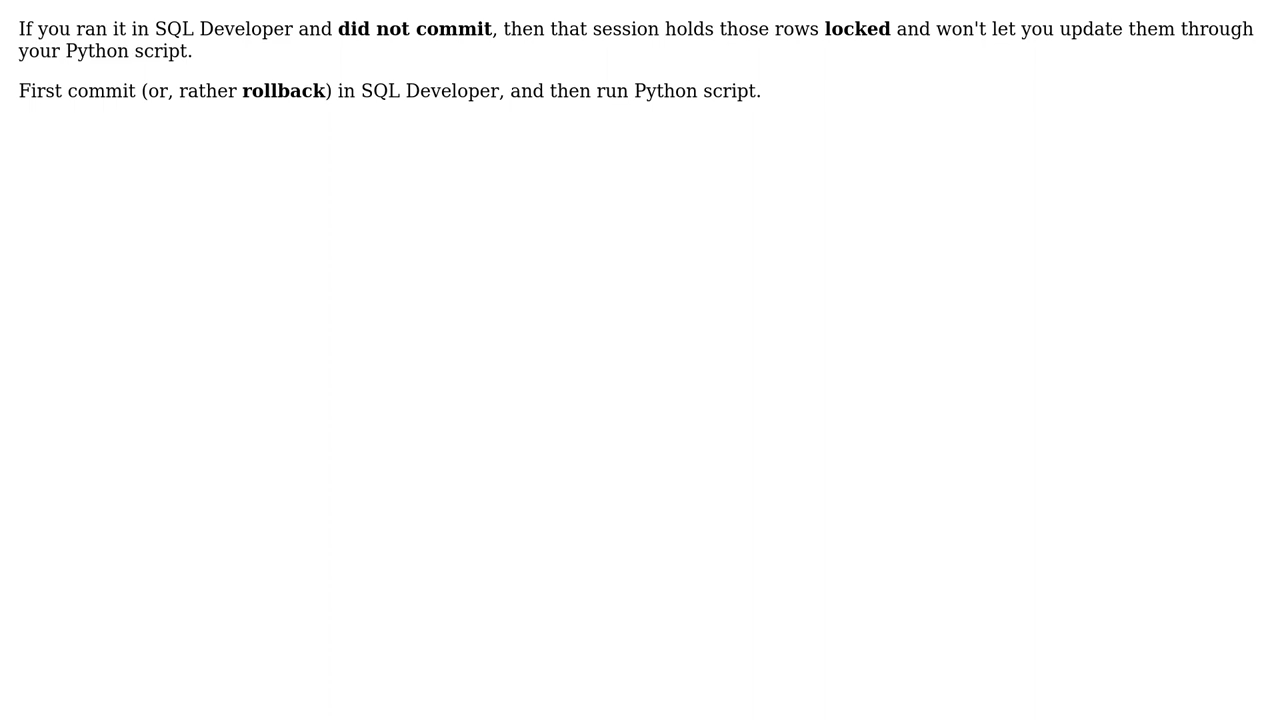 If you ran it in SQL Developer and did not commit, then that session holds those rows locked and won't let you update them through
your Python script.
First commit (or, rather rollback) in SQL Developer, and then run Python script.